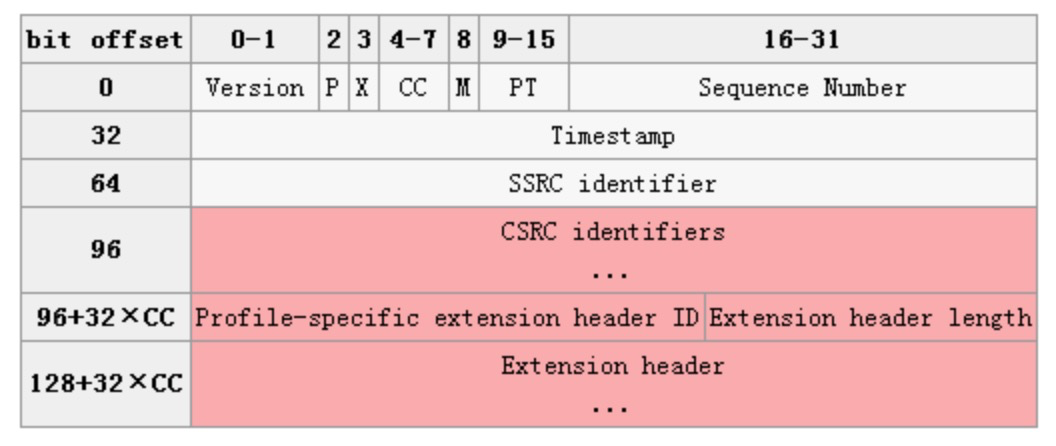 bit offset 0-1 2 3 4-7 8 9-15 16-31
0 Version P X CC M PT Sequence Number
32 Timestamp
64 SSRC identifier
96 CSRC identifiers
...
96+32×CC Profile-specific extension header ID Extension header length
128+32×CC Extension header
...